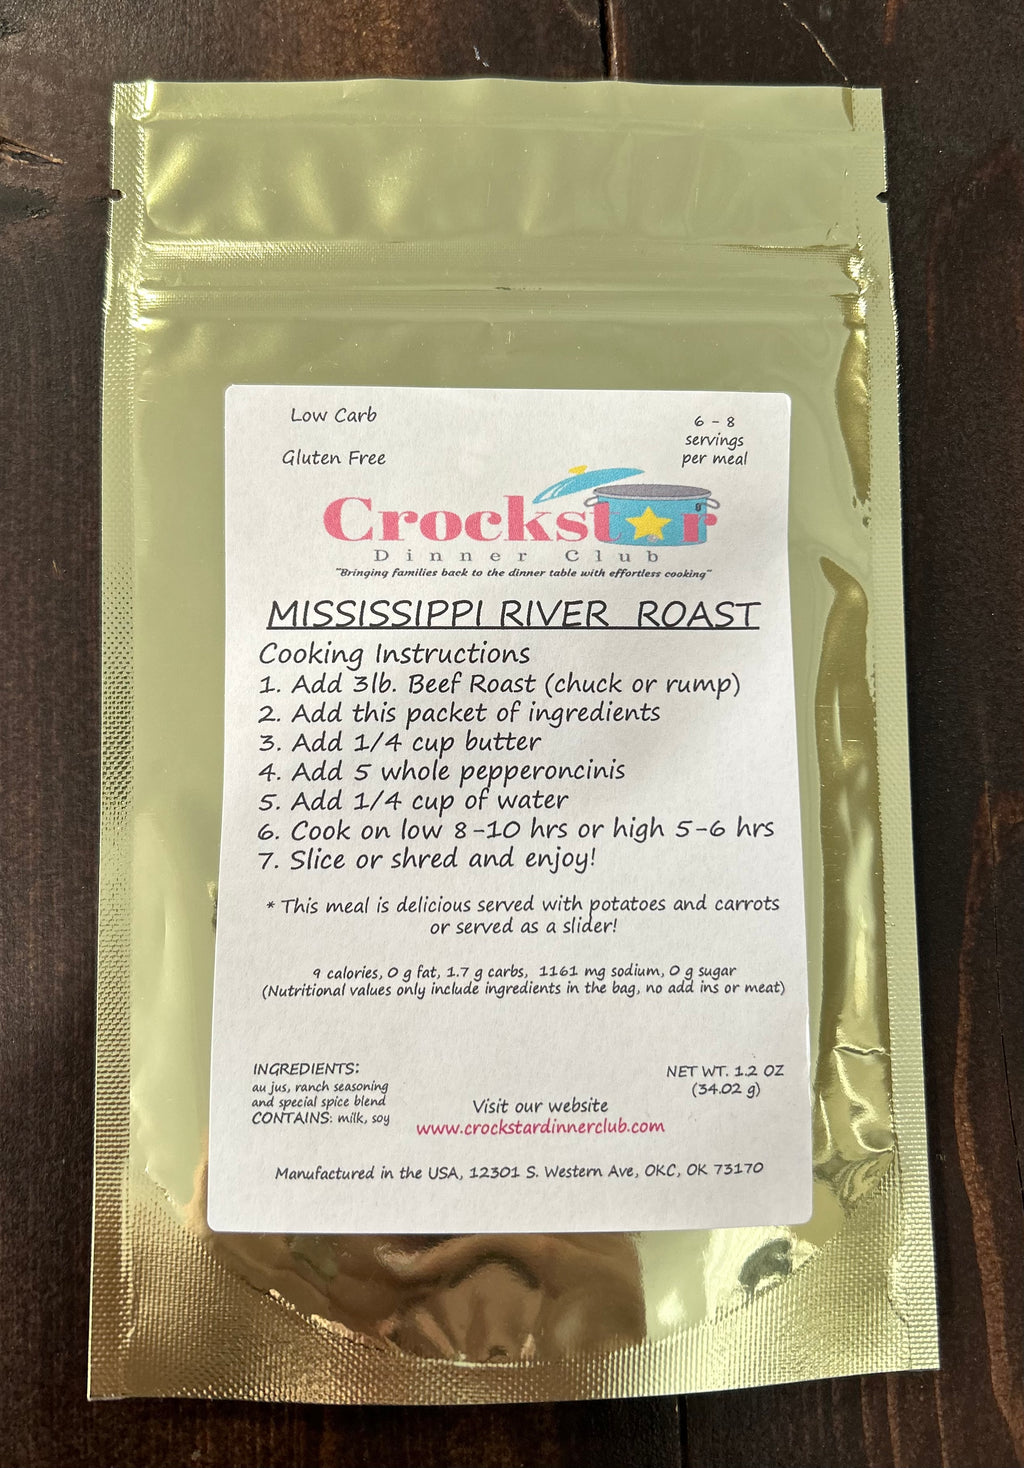 Low Carb
Gluten Free
6 - 8
servings
per meal
Crockstar
Dinner Club
"Bringing families back to the dinner table with effortless cooking"
MISSISSIPPI RIVER ROAST
Cooking Instructions
1. Add 3lb. Beef Roast (chuck or rump)
2. Add this packet of ingredients
3. Add 1/4 cup butter
4. Add 5 whole pepperoncinis
5. Add 1/4 cup of water
6. Cook on low 8-10 hrs or high 5-6 hrs
7. Slice or shred and enjoy!
* This meal is delicious served with potatoes and carrots
or served as a slider!
9 calories, 0 g fat, 1.7 g carbs, 1161 mg sodium, 0 g sugar
(Nutritional values only include ingredients in the bag, no add ins or meat)
INGREDIENTS:
au jus, ranch seasoning
and special spice blend
CONTAINS: milk, soy
NET WT. 1.2 OZ
(34.02 g)
Visit our website
www.crockstardinnerclub.com
Manufactured in the USA, 12301 S. Western Ave, OKC, OK 73170